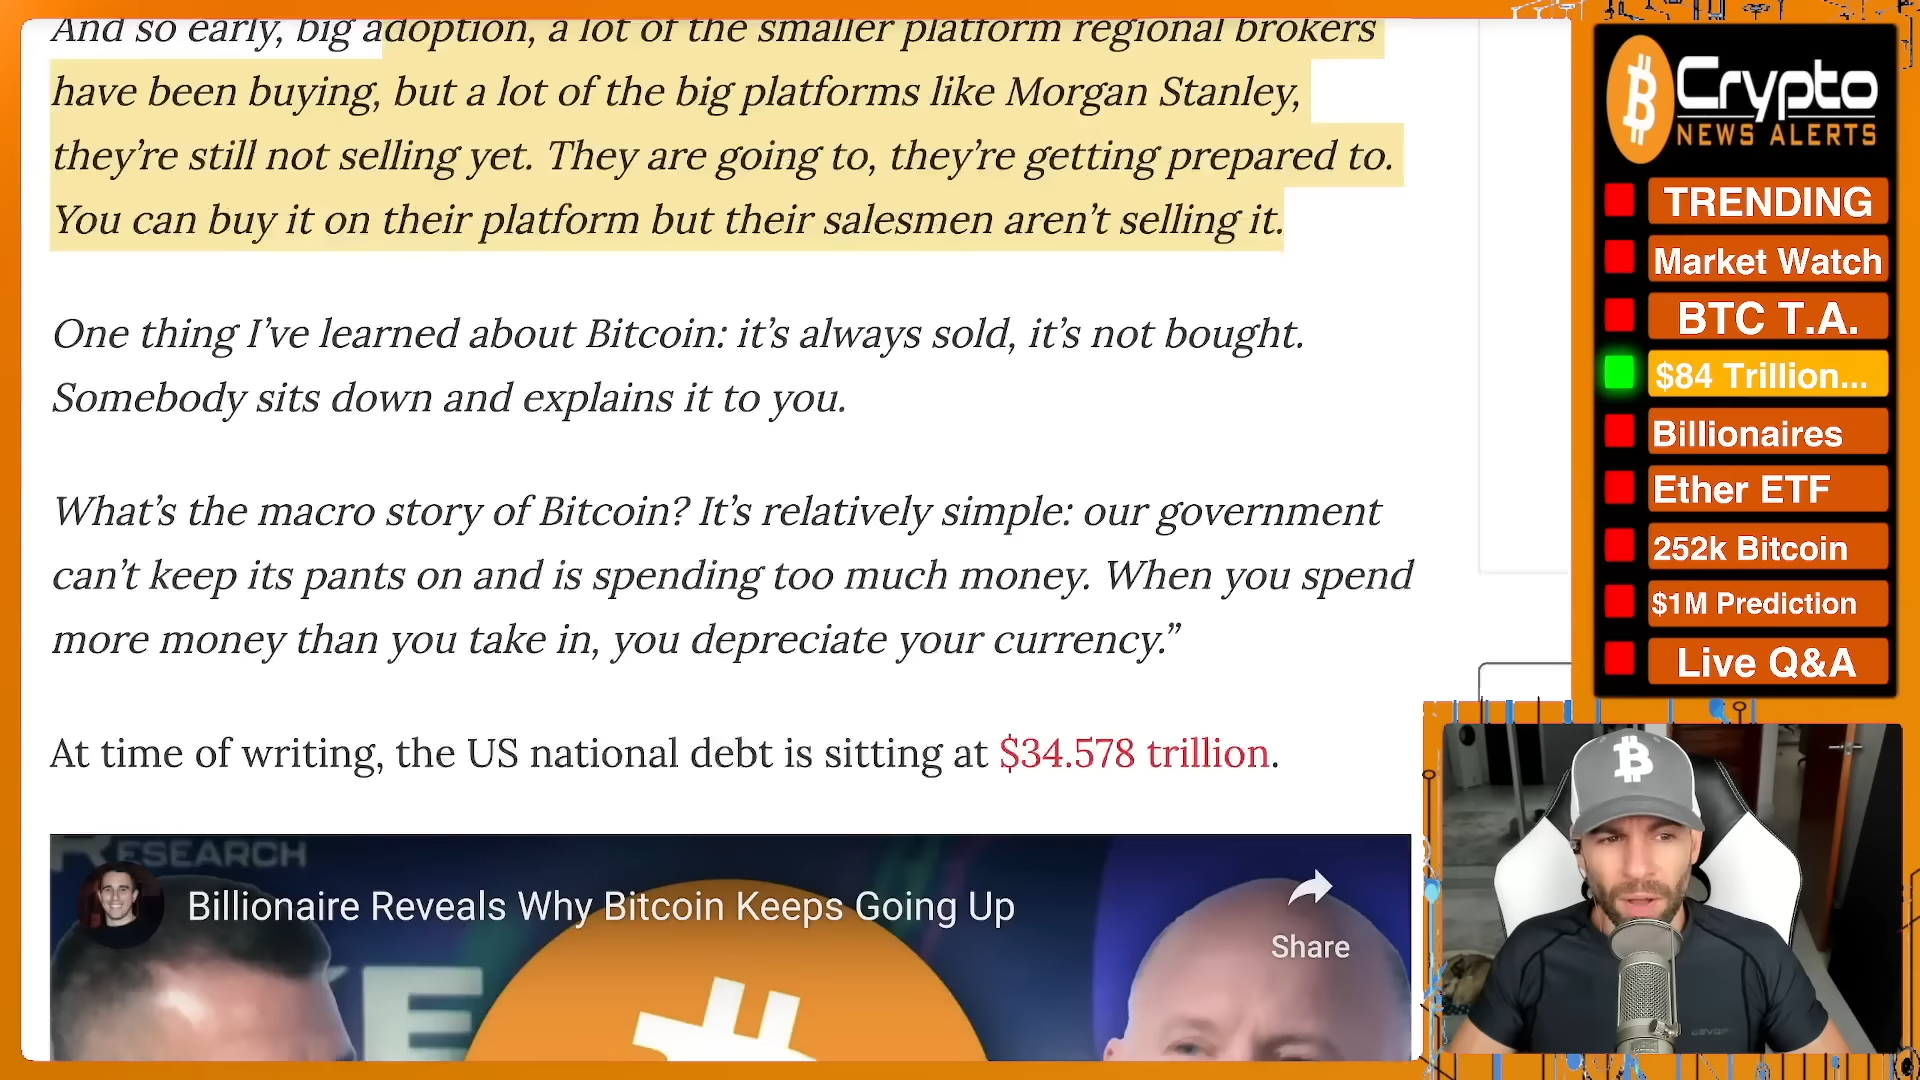 And so early, big adoption, a lot of the smaller platform regional brokers
have been buying, but a lot of the big platforms like Morgan Stanley,
they're still not selling yet. They are going to, they're getting prepared to.
You can buy it on their platform but their salesmen aren't selling it.
One thing I've learned about Bitcoin: it's always sold, it's not bought.
Somebody sits down and explains it to you.
What's the macro story of Bitcoin? It's relatively simple: our government
can't keep its pants on and is spending too much money. When you spend
more money than you take in, you depreciate your currency.”
At time of writing, the US national debt is sitting at $34.578 trillion.
RESEARCH
Billionaire Reveals Why Bitcoin Keeps Going Up
Share
Crypto
NEWS ALERTS
TRENDING
Market Watch
BTC T.A.
$84 Trillion...
Billionaires
Ether ETF
252k Bitcoin
$1M Prediction
Live Q&A